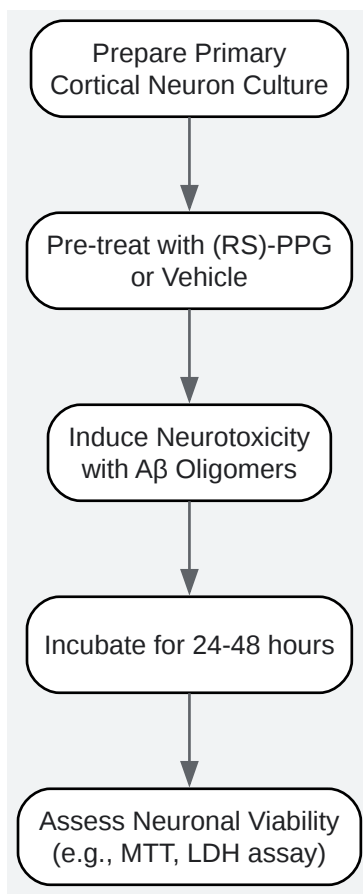 Prepare Primary
Cortical Neuron Culture
Pre-treat with (RS)-PPG
or Vehicle
Induce Neurotoxicity
with Aβ Oligomers
Incubate for 24-48 hours
Assess Neuronal Viability
(e.g., MTT, LDH assay)